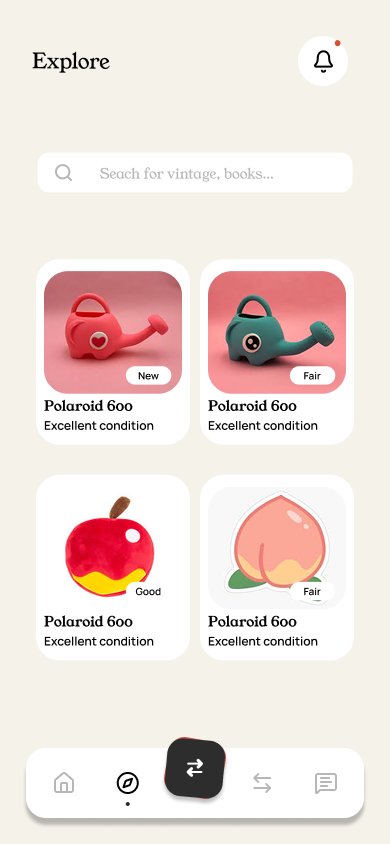 Explore
Seach for vintage, books...
New
Fair
Polaroid 600
Polaroid 600
Excellent condition
Excellent condition
Good
Fair
Polaroid 600
Polaroid 600
Excellent condition
Excellent condition